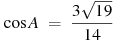 cos A = 3√19 / 14